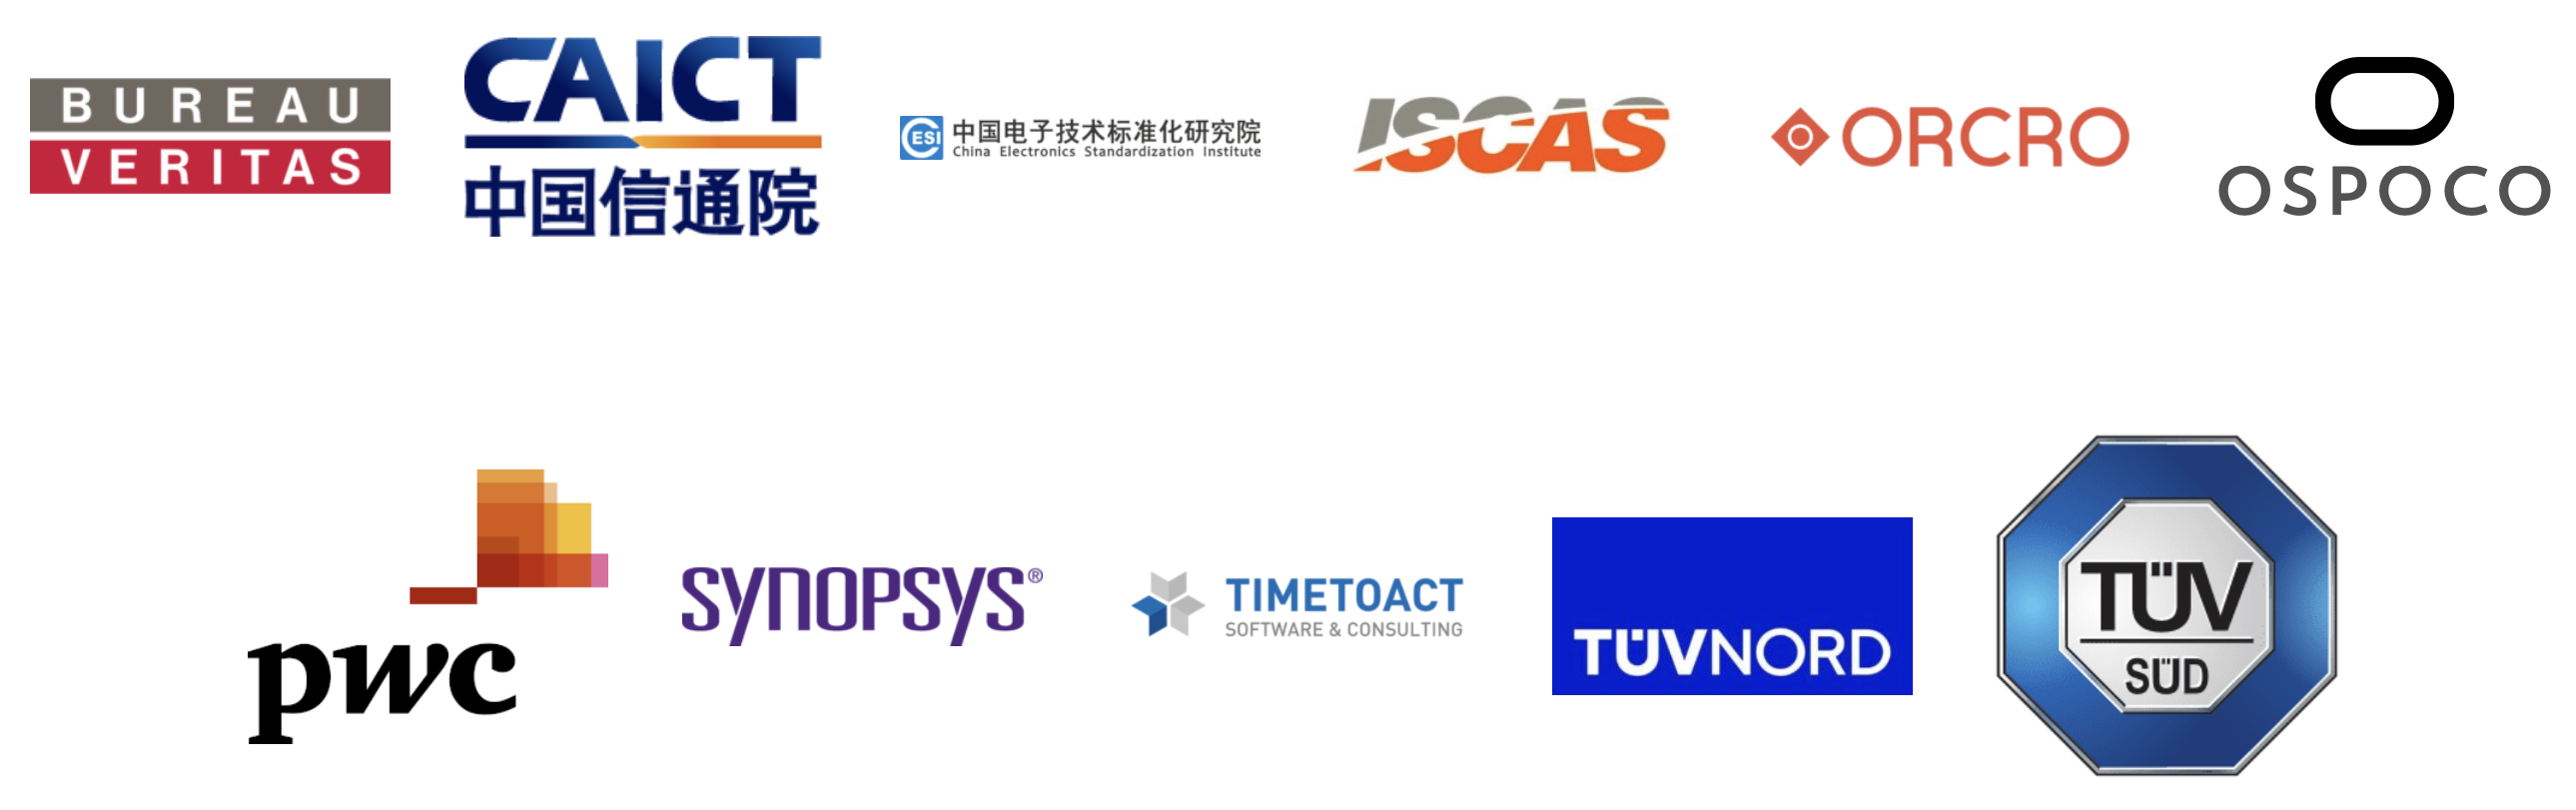 BUREAU
VERITAS
CAICT
中国信通院
CESI 中国电子技术标准化研究院
China Electronics Standardization Institute
ISCAS
ORCRO
OSPOCO
pwc
SYNOPSYS®
TIMETOACT
SOFTWARE & CONSULTING
TÜVNORD
TÜV
SÜD